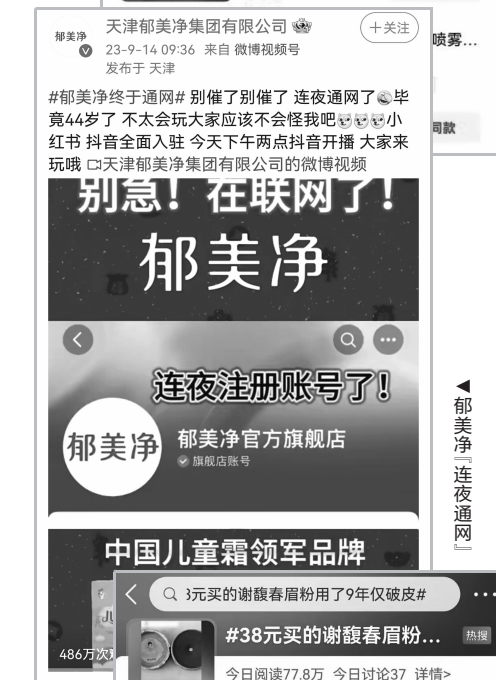 喷雾...
同款
郁美净
天津郁美净集团有限公司
+关注
23-9-14 09:36 来自 微博视频号
发布于 天津
#郁美净终于通网# 别催了别催了 连夜通网了毕
竟44岁了 不太会玩大家应该不会怪我吧小
红书 抖音全面入驻 今天下午两点抖音开播 大家来
玩哦 天津郁美净集团有限公司的微博视频
别急！在联网了！
郁美净
连夜注册账号了！
郁美净
郁美净官方旗舰店
旗舰店账号
中国儿童霜领军品牌
486万次
◀郁美净『连夜通网』
元买的谢馥春眉粉用了9年仅破皮#
#38元买的谢馥春眉粉... 热搜
今日阅读77.8万 今日讨论37 详情>